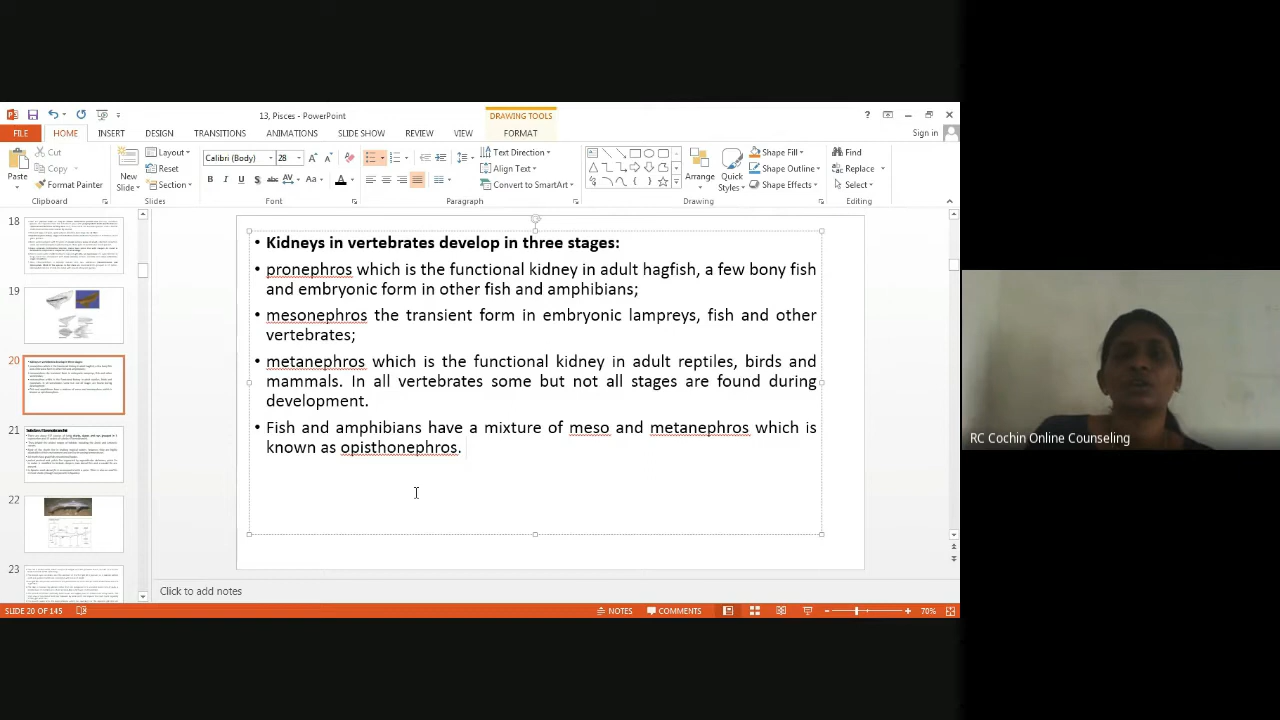 13, Pisces - PowerPoint
DRAWING TOOLS
FILE HOME INSERT DESIGN TRANSITIONS ANIMATIONS SLIDE SHOW REVIEW VIEW FORMAT
Sign in
Paste
Cut
Copy
Format Painter
Clipboard
New Slide
Layout
Reset
Section
Slides
Calibri (Body) 28
Font
Paragraph
Text Direction
Align Text
Convert to SmartArt
Arrange
Quick Styles
Shape Fill
Shape Outline
Shape Effects
Drawing
Find
Replace
Select
Editing
18
19
20
21
22
23
• Kidneys in vertebrates develop in three stages:
• pronephros which is the functional kidney in adult hagfish, a few bony fish
and embryonic form in other fish and amphibians;
• mesonephros the transient form in embryonic lampreys, fish and other
vertebrates;
• metanephros which is the functional kidney in adult reptiles, birds and
mammals. In all vertebrates some but not all stages are found during
development.
• Fish and amphibians have a mixture of meso and metanephros which is
known as opisthonephros.
Click to add
SLIDE 20 OF 145
NOTES
COMMENTS
70%
C Cochin Online Counseling